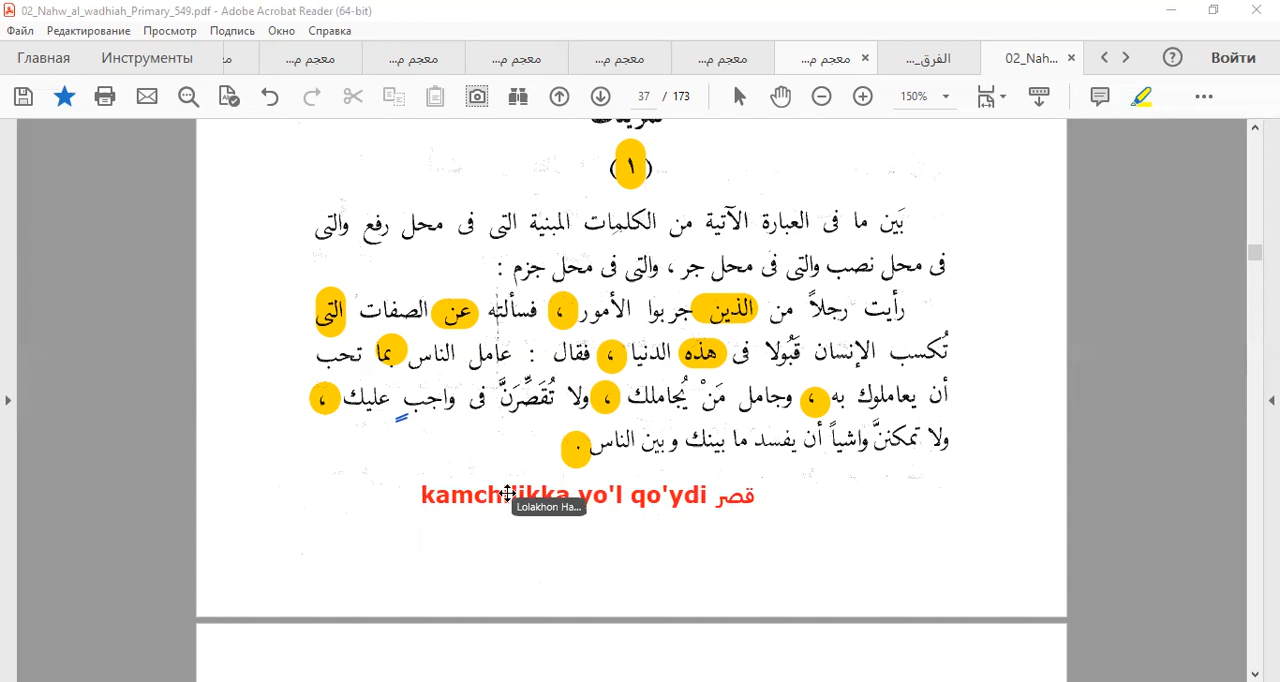 02_Nahw_al_wadhiah_Primary_549.pdf - Adobe Acrobat Reader (64-bit)
Файл Редактирование Просмотр Подпись Окно Справка
Главная Инструменты معجم م... معجم م... معجم م... معجم م... معجم م... معجم م... الفرق_... 02_Nah... Войти
37 / 173 150%
(١)
بَين ما فى العبارة الآتية من الكلمات المبنية التى فى محل رفع والتى
فى محل نصب والتى فى محل جر ، والتى فى محل جزم :
رأيت رجلاً من الذين جربوا الأمور ، فسألته عن الصفات التى
تُكسب الإنسان قَبُولا فى هذه الدنيا ، فقال : عامل الناس بما تحب
أن يعاملوك به ، وجامل مَنْ يُجاملك ، ولا تُقَصِّرَنَّ فى واجب عليك ،
ولا تمكننَّ واشياً أن يفسد ما بينك وبين الناس .
kamchilikka yo'l qo'ydi قصر
Lolakhon Ha...